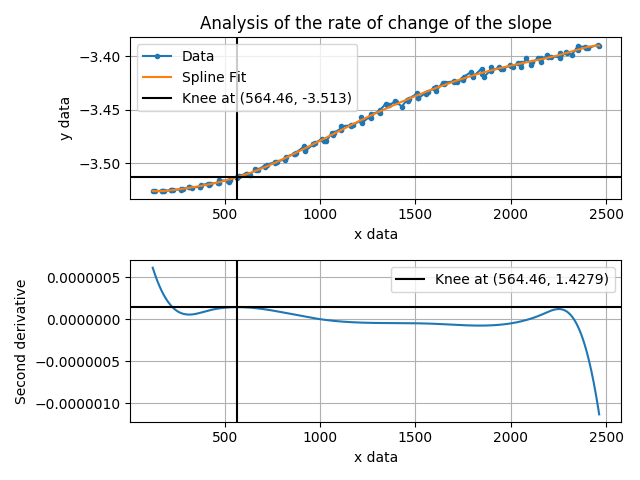 Analysis of the rate of change of the slope
Data
Spline Fit
Knee at (564.46, -3.513)
−3.40
−3.45
−3.50
y data
500 1000 1500 2000 2500
x data
Knee at (564.46, 1.4279)
0.0000005
0.0000000
−0.0000005
−0.0000010
Second derivative
500 1000 1500 2000 2500
x data